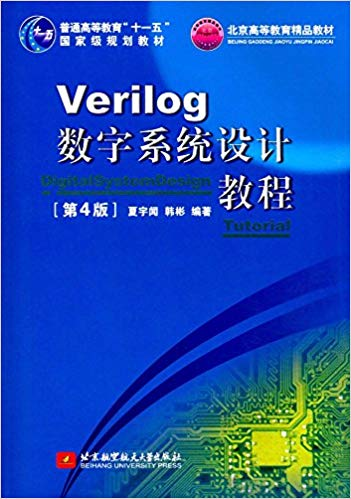 普通高等教育“十一五”
国家级规划教材
北京高等教育精品教材
BEIJING GAODENG JIAOYU JINGPIN JIAOCAI
Verilog
数字系统设计
DigitalSystemDesign
教程
[第4版] 夏宇闻 韩彬 编著
Tutorial
北京航空航天大学出版社
BEIHANG UNIVERSITY PRESS